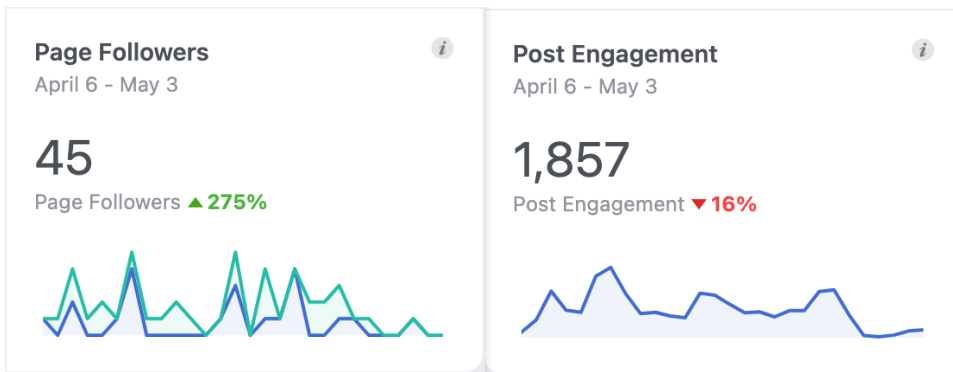 Page Followers
April 6 - May 3
45
Page Followers ▲ 275%
Post Engagement
April 6 - May 3
1,857
Post Engagement ▼ 16%